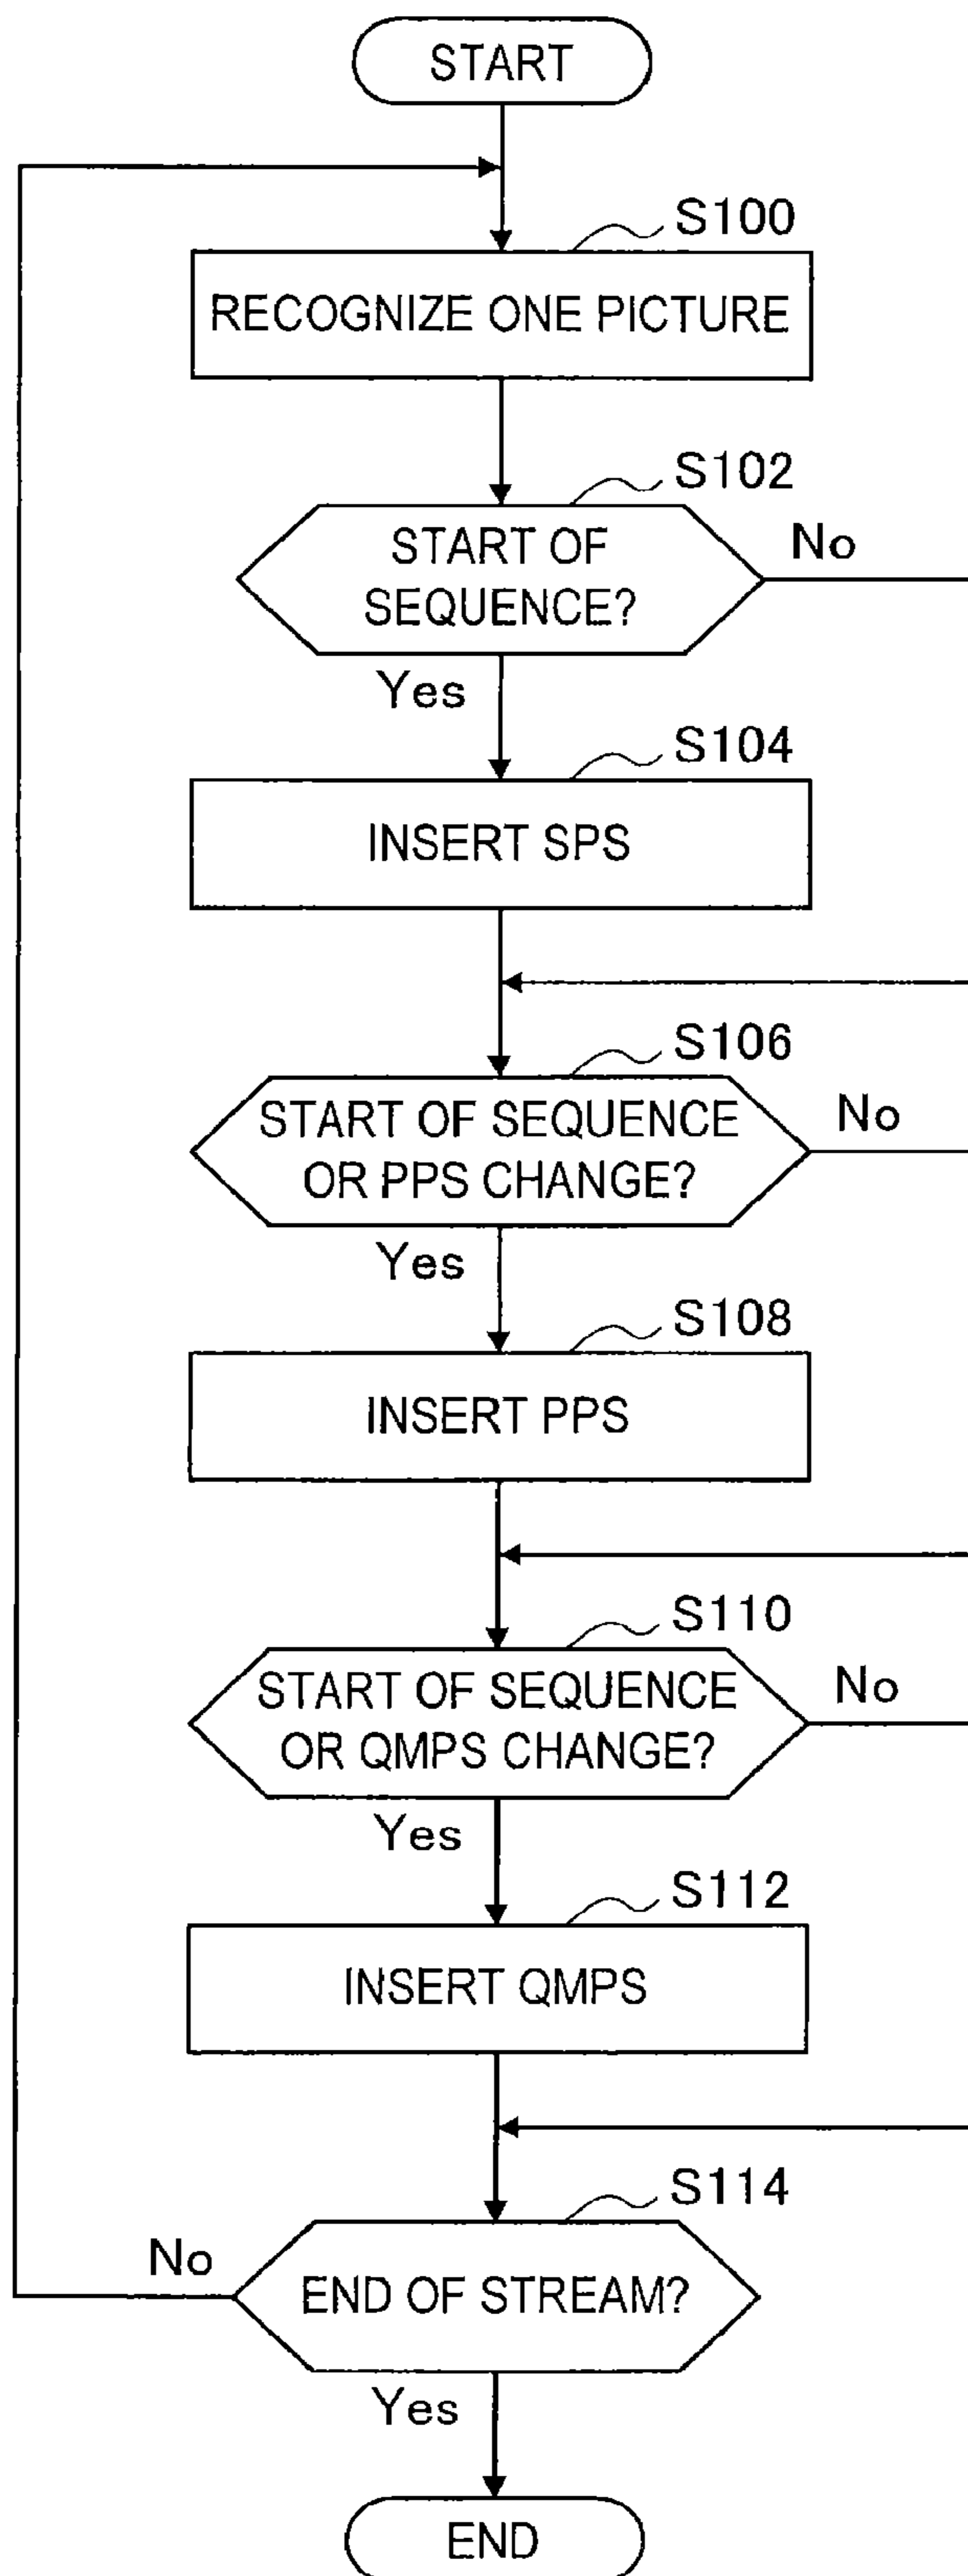 START
S100
RECOGNIZE ONE PICTURE
S102
START OF
SEQUENCE?
No
Yes
S104
INSERT SPS
S106
START OF SEQUENCE
OR PPS CHANGE?
No
Yes
S108
INSERT PPS
S110
START OF SEQUENCE
OR QMPS CHANGE?
No
Yes
S112
INSERT QMPS
S114
No
END OF STREAM?
Yes
END